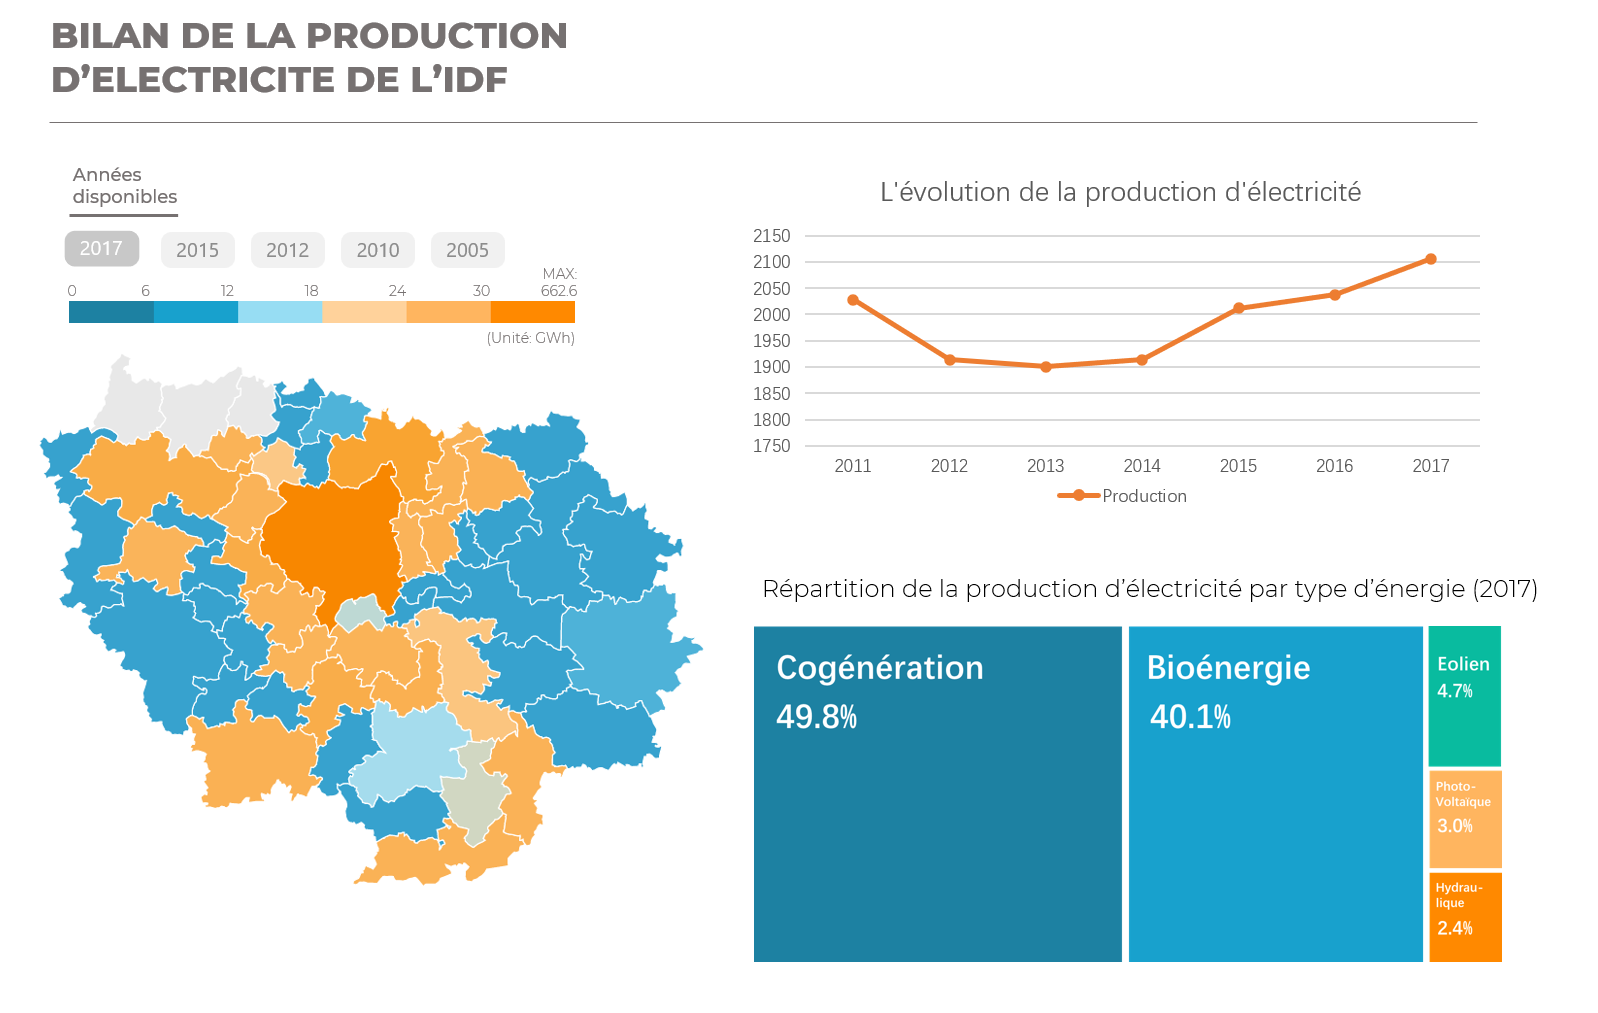 BILAN DE LA PRODUCTION
D’ELECTRICITE DE L’IDF
Années
disponibles
2017 2015 2012 2010 2005
MAX:
0 6 12 18 24 30 662.6
(Unité: GWh)
L'évolution de la production d'électricité
2150
2100
2050
2000
1950
1900
1850
1800
1750
2011 2012 2013 2014 2015 2016 2017
Production
Répartition de la production d’électricité par type d’énergie (2017)
Cogénération
49.8%
Bioénergie
40.1%
Eolien
4.7%
Photo-
Voltaïque
3.0%
Hydrau-
lique
2.4%